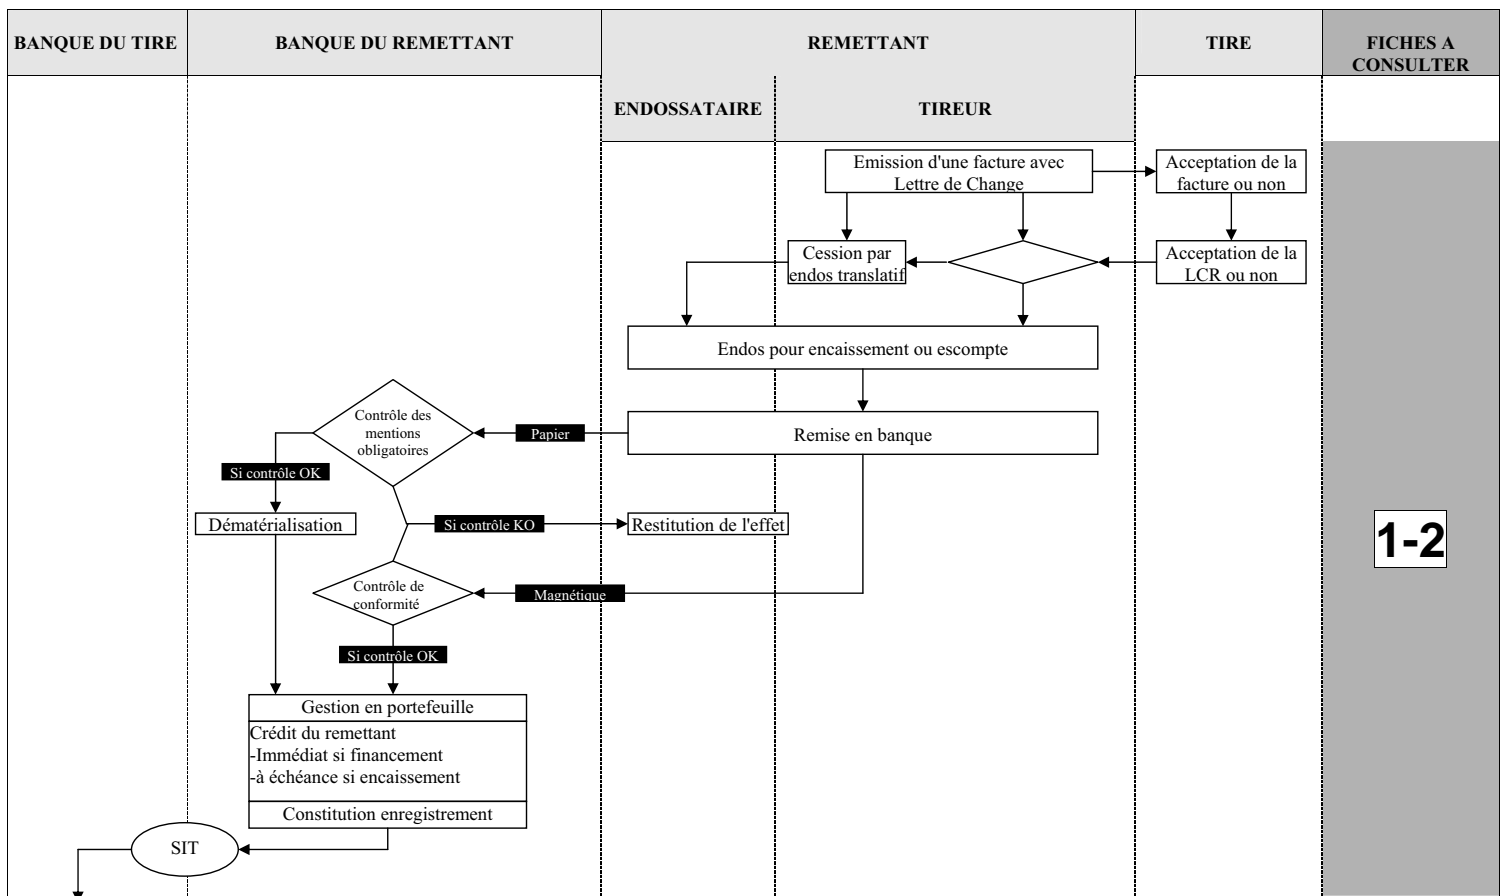 BANQUE DU TIRE
BANQUE DU REMETTANT
REMETTANT
TIRE
FICHES A
CONSULTER
ENDOSSATAIRE
TIREUR
Emission d'une facture avec
Lettre de Change
Acceptation de la
facture ou non
Cession par
endos translatif
Acceptation de la
LCR ou non
Endos pour encaissement ou escompte
Contrôle des
mentions
obligatoires
Papier
Remise en banque
Si contrôle OK
Dématérialisation
Si contrôle KO
Restitution de l'effet
1-2
Contrôle de
conformité
Magnétique
Si contrôle OK
Gestion en portefeuille
Crédit du remettant
-Immédiat si financement
-à échéance si encaissement
Constitution enregistrement
SIT